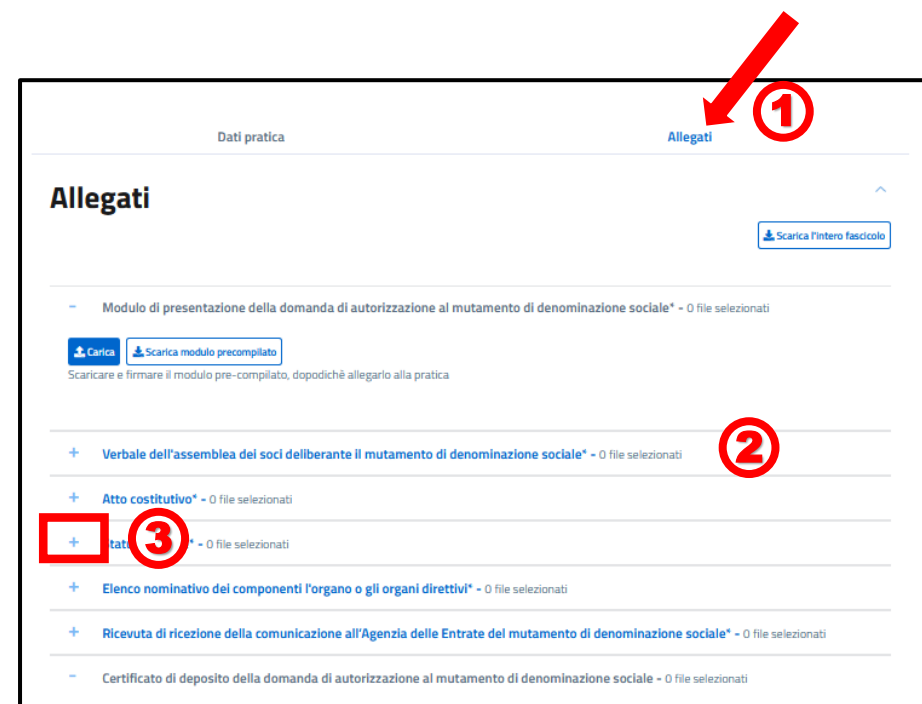 1
Dati pratica Allegati
Allegati
Scarica l'intero fascicolo
- Modulo di presentazione della domanda di autorizzazione al mutamento di denominazione sociale* - 0 file selezionati
Carica Scarica modulo precompilato
Scaricare e firmare il modulo pre-compilato, dopodichè allegarlo alla pratica
2
+ Verbale dell'assemblea dei soci deliberante il mutamento di denominazione sociale* - 0 file selezionati
+ Atto costitutivo* - 0 file selezionati
+ 3 * - 0 file selezionati
+ Elenco nominativo dei componenti l'organo o gli organi direttivi* - 0 file selezionati
+ Ricevuta di ricezione della comunicazione all'Agenzia delle Entrate del mutamento di denominazione sociale* - 0 file selezionati
- Certificato di deposito della domanda di autorizzazione al mutamento di denominazione sociale - 0 file selezionati